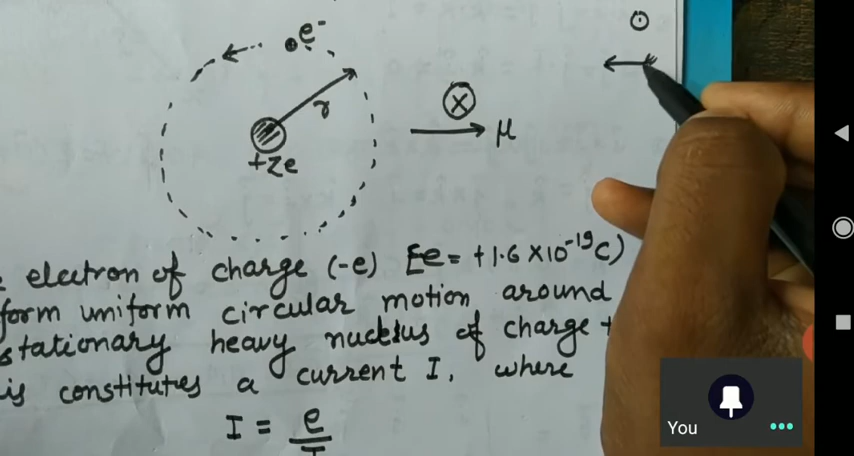 e⁻
r
+Ze
μ
electron of charge (-e) [e = +1.6 × 10⁻¹⁹ C)
form uniform circular motion around
stationary heavy nucleus of charge +
is constitutes a current I, where
I = e
You